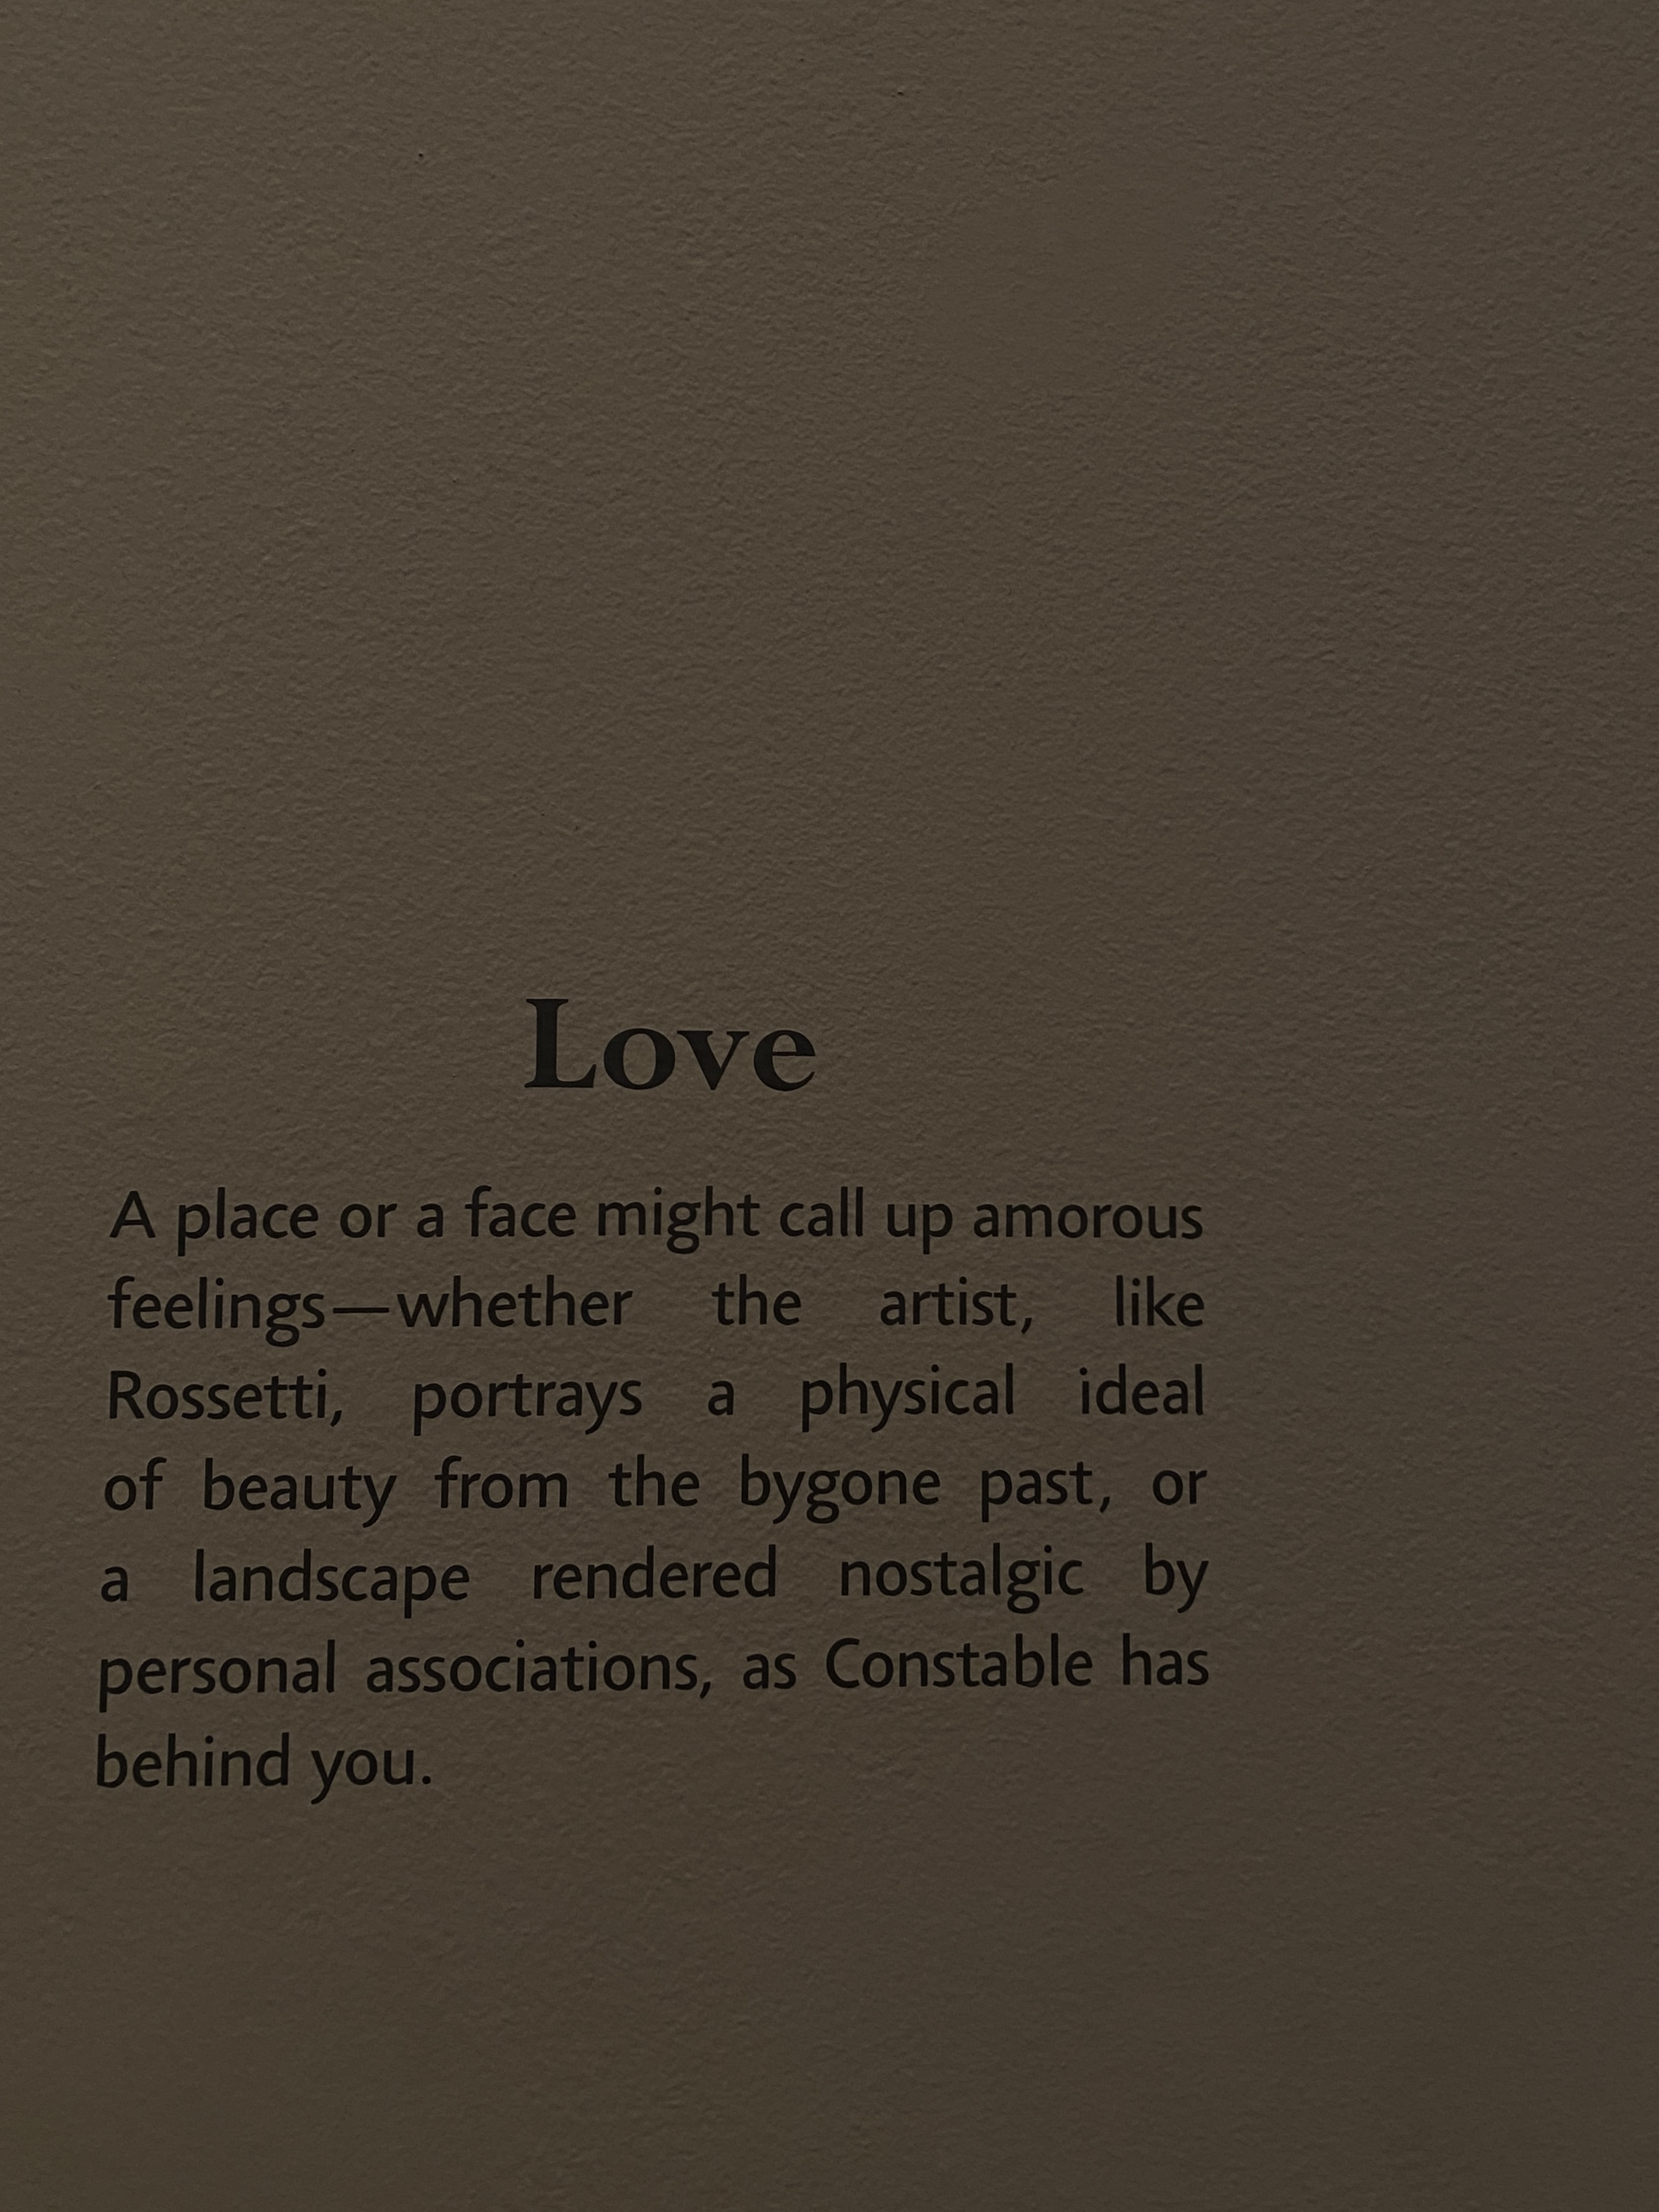 Love
A place or a face might call up amorous
feelings—whether the artist, like
Rossetti, portrays a physical ideal
of beauty from the bygone past, or
a landscape rendered nostalgic by
personal associations, as Constable has
behind you.